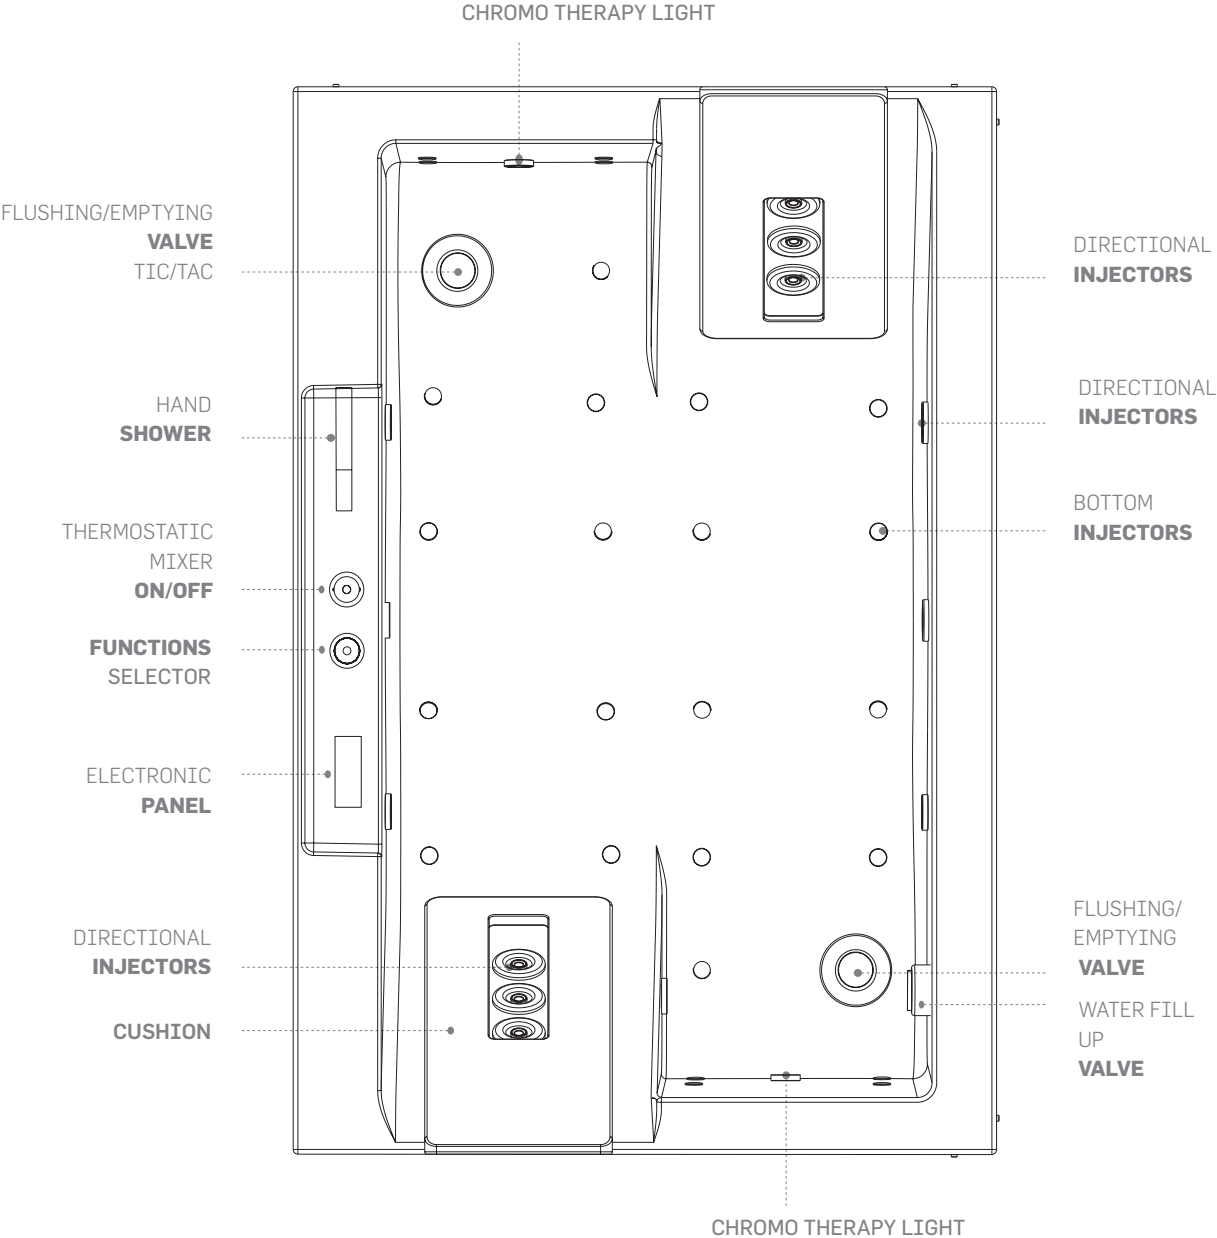 CHROMO THERAPY LIGHT
FLUSHING/EMPTYING
VALVE
TIC/TAC
HAND
SHOWER
THERMOSTATIC
MIXER
ON/OFF
FUNCTIONS
SELECTOR
ELECTRONIC
PANEL
DIRECTIONAL
INJECTORS
CUSHION
DIRECTIONAL
INJECTORS
DIRECTIONAL
INJECTORS
BOTTOM
INJECTORS
FLUSHING/
EMPTYING
VALVE
WATER FILL
UP
VALVE
CHROMO THERAPY LIGHT